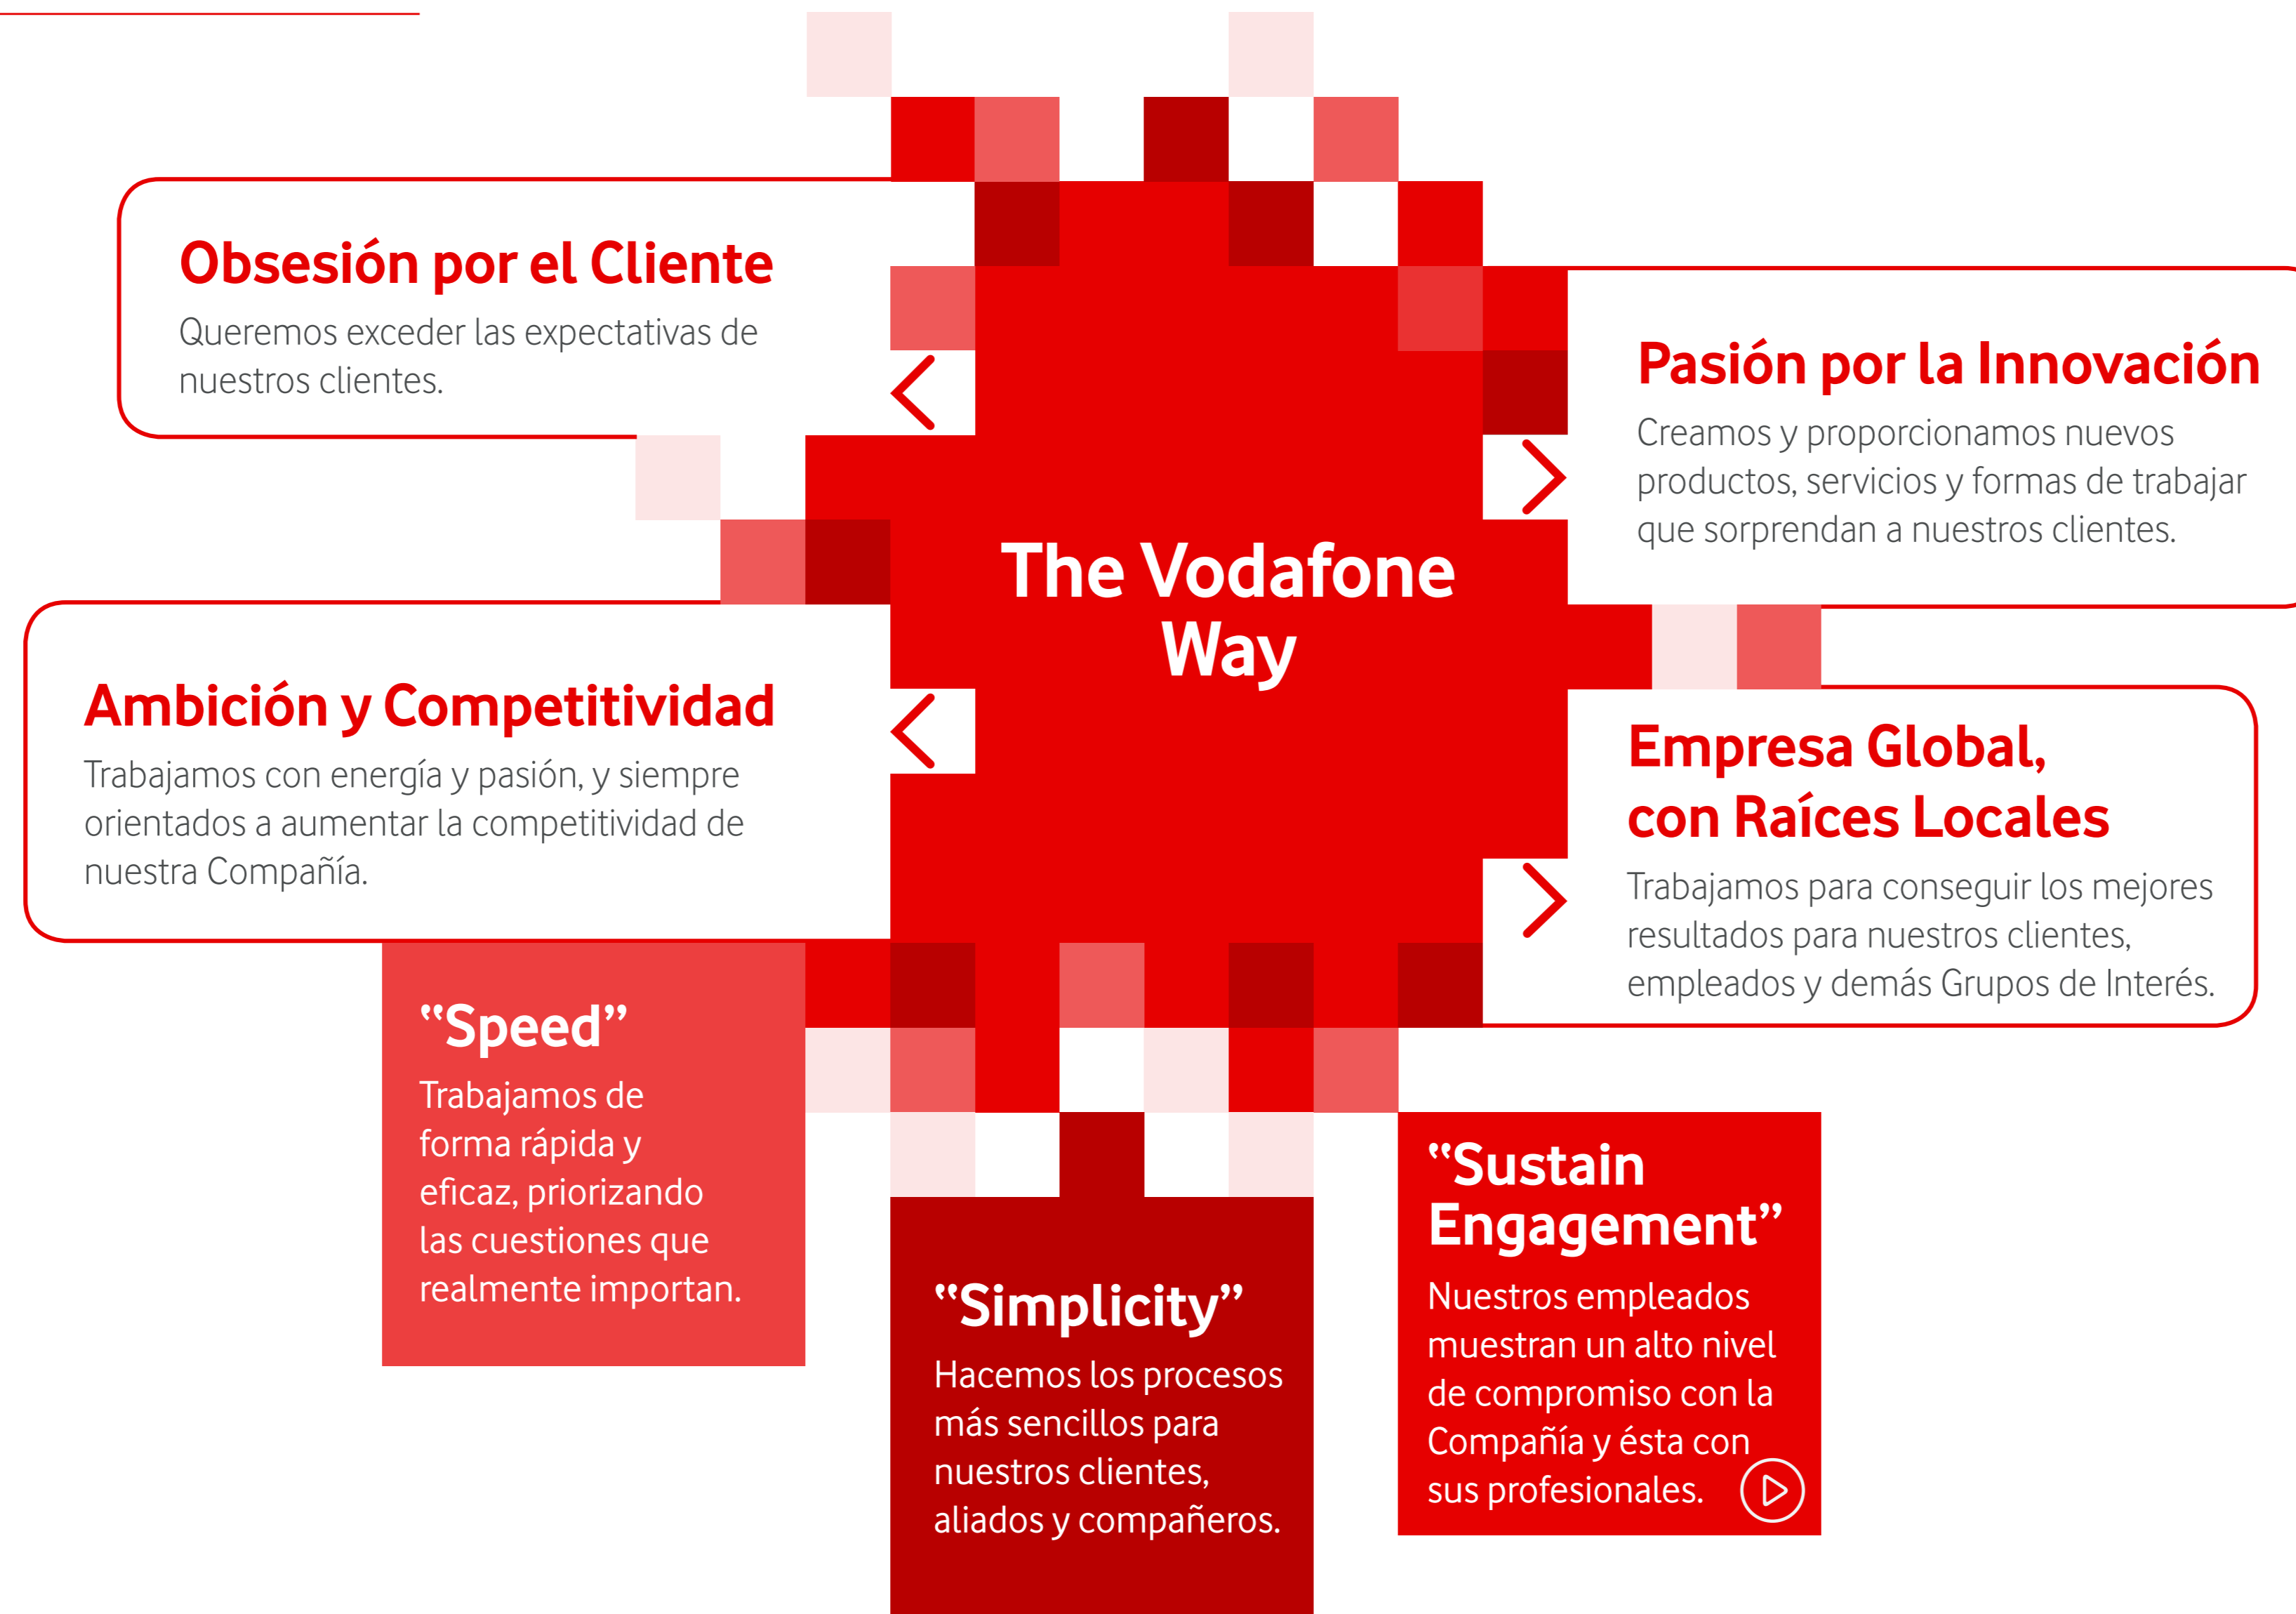 Obsesión por el Cliente
Queremos exceder las expectativas de
nuestros clientes.
Pasión por la Innovación
Creamos y proporcionamos nuevos
productos, servicios y formas de trabajar
que sorprendan a nuestros clientes.
The Vodafone
Way
Ambición y Competitividad
Trabajamos con energía y pasión, y siempre
orientados a aumentar la competitividad de
nuestra Compañía.
Empresa Global,
con Raíces Locales
Trabajamos para conseguir los mejores
resultados para nuestros clientes,
empleados y demás Grupos de Interés.
“Speed”
Trabajamos de
forma rápida y
eficaz, priorizando
las cuestiones que
realmente importan.
“Simplicity”
Hacemos los procesos
más sencillos para
nuestros clientes,
aliados y compañeros.
“Sustain
Engagement”
Nuestros empleados
muestran un alto nivel
de compromiso con la
Compañía y ésta con
sus profesionales.